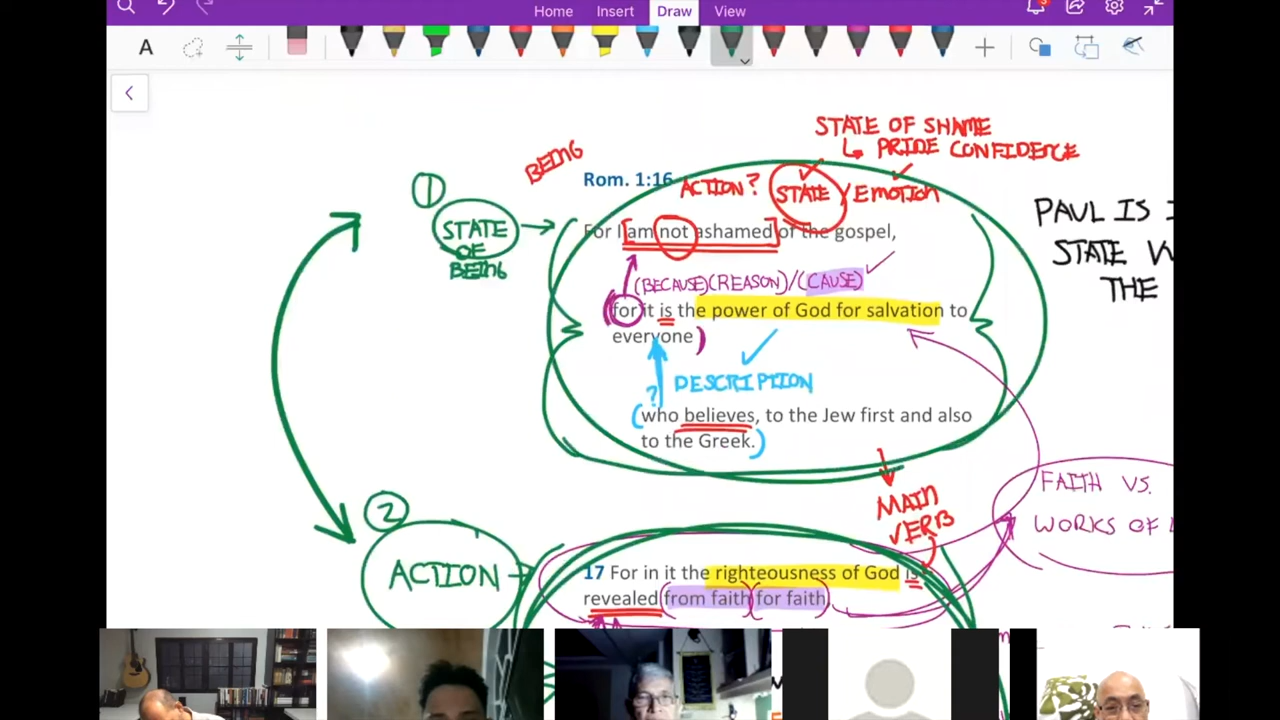 Home Insert Draw View
A
STATE OF SHAME
↳ PRIDE CONFIDENCE
BEING
Rom. 1:16 ACTION? STATE / EMOTION
1
STATE OF BEING →
For I [am not ashamed] of the gospel,
PAUL IS
STATE
THE
(BECAUSE)(REASON)/(CAUSE)
(for it is the power of God for salvation to
everyone)
? DESCRIPTION
(who believes, to the Jew first and also
to the Greek.)
MAIN
VERB
FAITH VS.
WORKS OF
2
ACTION →
17 For in it the righteousness of God is
revealed (from faith)(for faith)